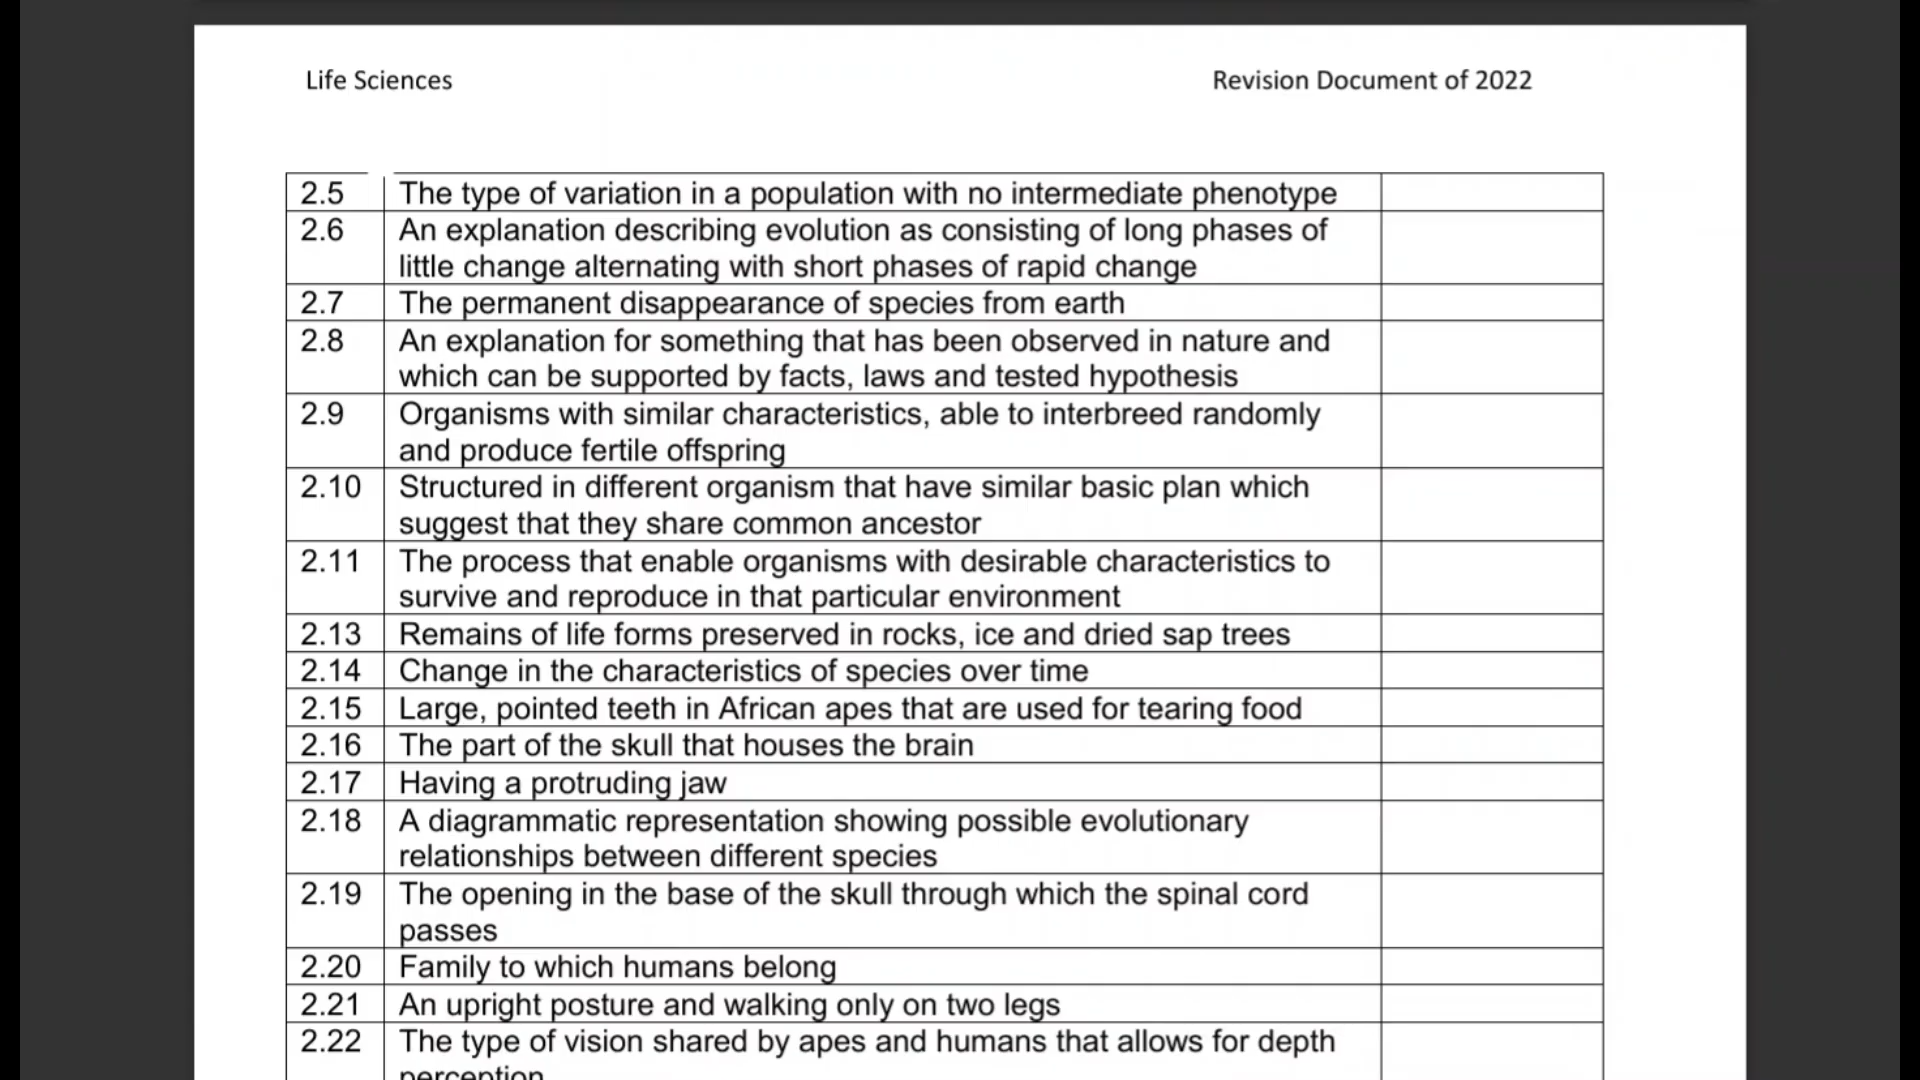 Life Sciences Revision Document of 2022
2.5 The type of variation in a population with no intermediate phenotype
2.6 An explanation describing evolution as consisting of long phases of
little change alternating with short phases of rapid change
2.7 The permanent disappearance of species from earth
2.8 An explanation for something that has been observed in nature and
which can be supported by facts, laws and tested hypothesis
2.9 Organisms with similar characteristics, able to interbreed randomly
and produce fertile offspring
2.10 Structured in different organism that have similar basic plan which
suggest that they share common ancestor
2.11 The process that enable organisms with desirable characteristics to
survive and reproduce in that particular environment
2.13 Remains of life forms preserved in rocks, ice and dried sap trees
2.14 Change in the characteristics of species over time
2.15 Large, pointed teeth in African apes that are used for tearing food
2.16 The part of the skull that houses the brain
2.17 Having a protruding jaw
2.18 A diagrammatic representation showing possible evolutionary
relationships between different species
2.19 The opening in the base of the skull through which the spinal cord
passes
2.20 Family to which humans belong
2.21 An upright posture and walking only on two legs
2.22 The type of vision shared by apes and humans that allows for depth
perception